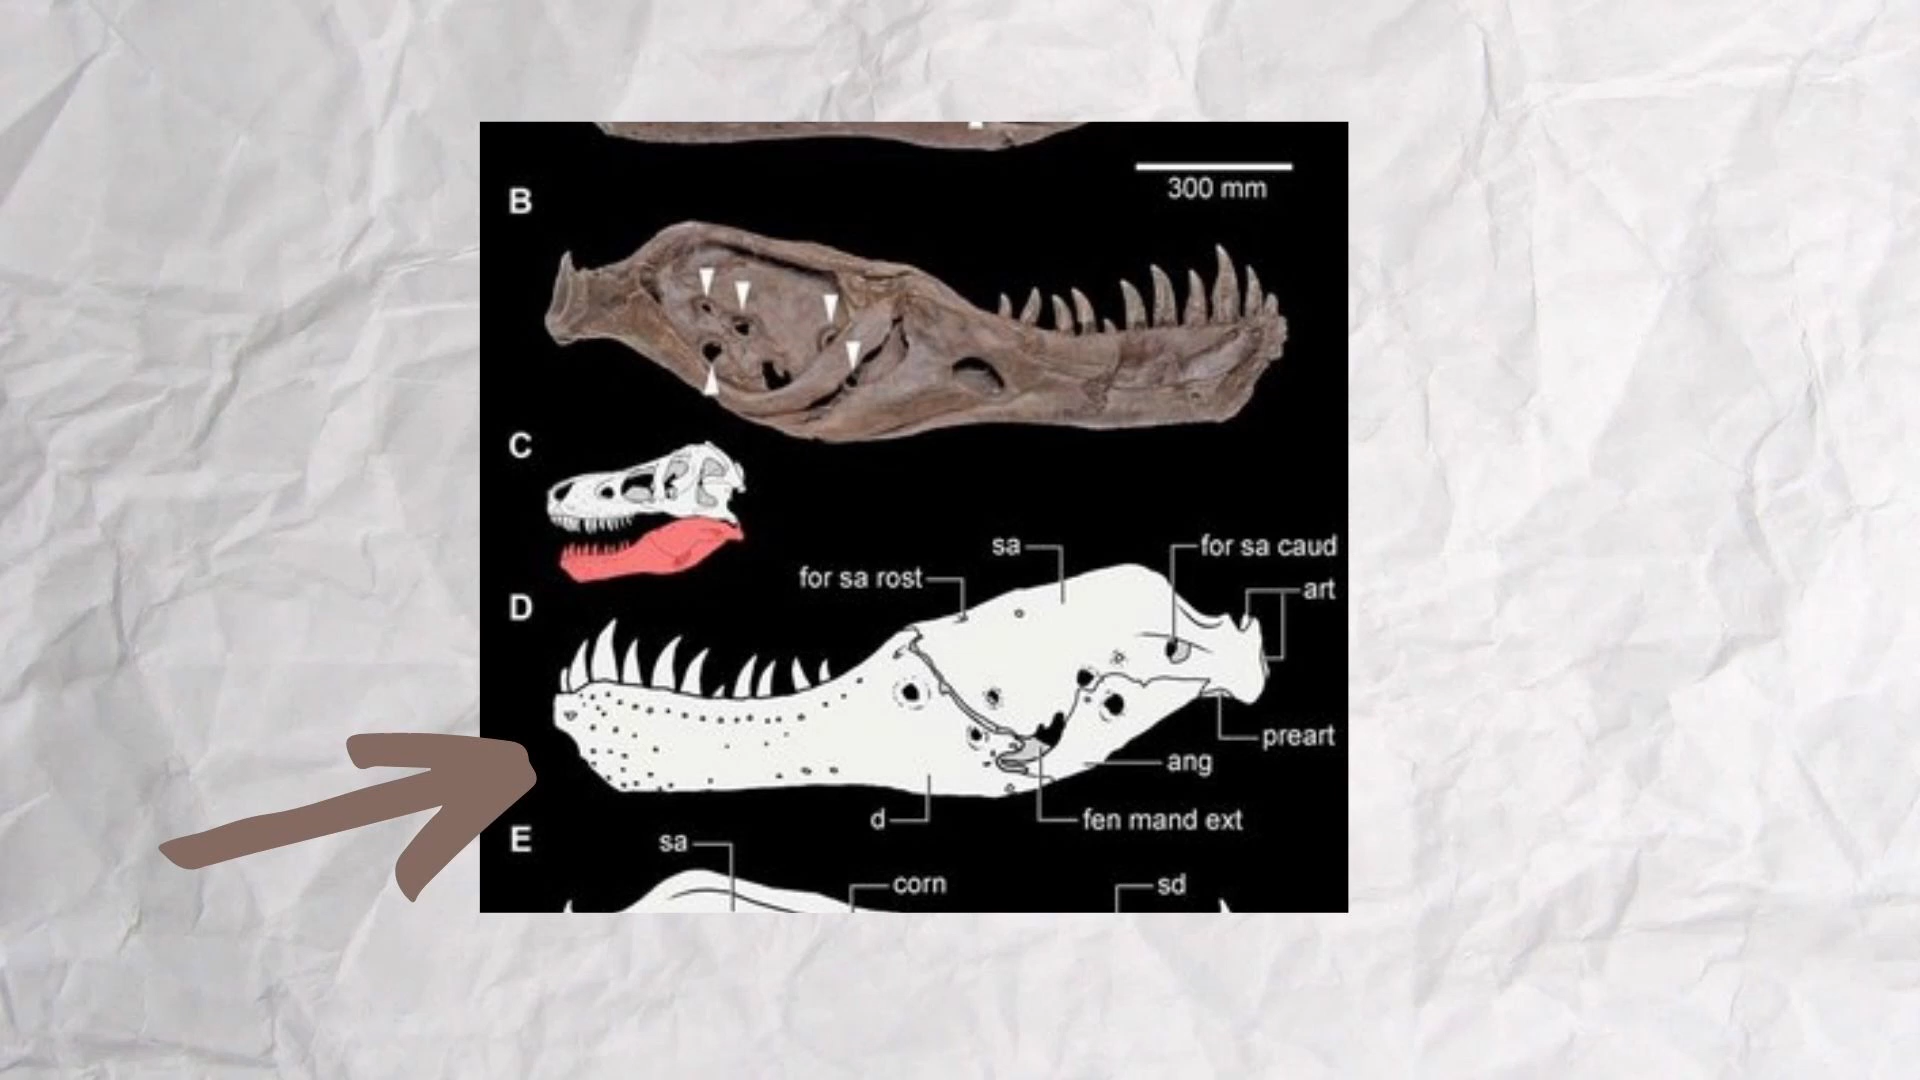 300 mm
B
C
sa
for sa caud
for sa rost
art
D
preart
ang
d
fen mand ext
E
sa
corn
sd